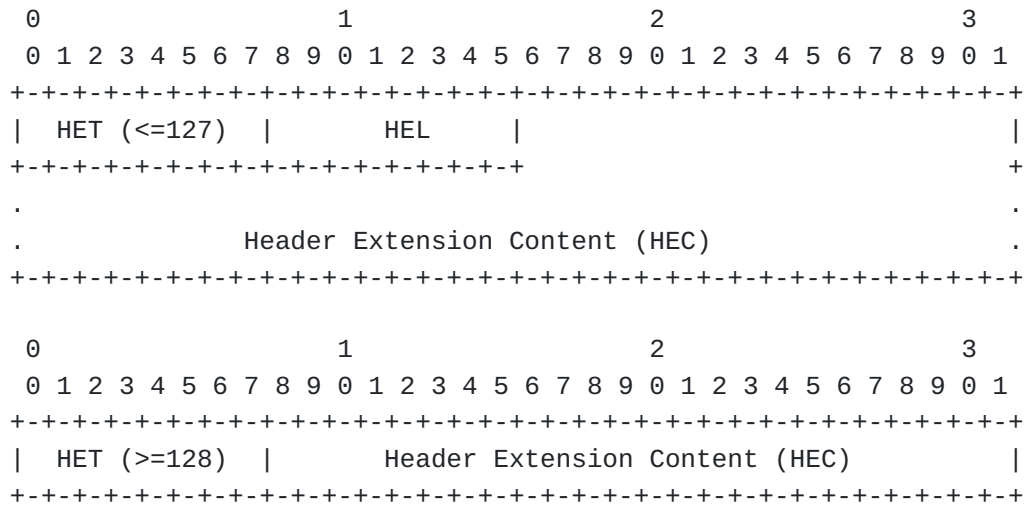 0                   1                   2                   3
 0 1 2 3 4 5 6 7 8 9 0 1 2 3 4 5 6 7 8 9 0 1 2 3 4 5 6 7 8 9 0 1
+-+-+-+-+-+-+-+-+-+-+-+-+-+-+-+-+-+-+-+-+-+-+-+-+-+-+-+-+-+-+-+-+
|  HET (<=127)  |       HEL     |                               |
+-+-+-+-+-+-+-+-+-+-+-+-+-+-+-+-+                               +
.                                                               .
.              Header Extension Content (HEC)                   .
+-+-+-+-+-+-+-+-+-+-+-+-+-+-+-+-+-+-+-+-+-+-+-+-+-+-+-+-+-+-+-+-+
 0                   1                   2                   3
 0 1 2 3 4 5 6 7 8 9 0 1 2 3 4 5 6 7 8 9 0 1 2 3 4 5 6 7 8 9 0 1
+-+-+-+-+-+-+-+-+-+-+-+-+-+-+-+-+-+-+-+-+-+-+-+-+-+-+-+-+-+-+-+-+
|  HET (>=128)  |       Header Extension Content (HEC)          |
+-+-+-+-+-+-+-+-+-+-+-+-+-+-+-+-+-+-+-+-+-+-+-+-+-+-+-+-+-+-+-+-+